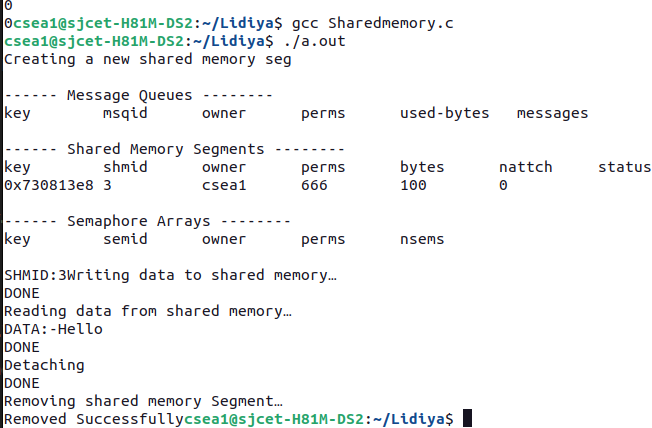 0
0csea1@sjcet-H81M-DS2:~/Lidiya$ gcc Sharedmemory.c
csea1@sjcet-H81M-DS2:~/Lidiya$ ./a.out
Creating a new shared memory seg
------ Message Queues --------
key        msqid      owner      perms      used-bytes   messages
------ Shared Memory Segments --------
key        shmid      owner      perms      bytes      nattch     status
0x730813e8 3          csea1      666        100        0
------ Semaphore Arrays --------
key        semid      owner      perms      nsems
SHMID:3Writing data to shared memory…
DONE
Reading data from shared memory…
DATA:-Hello
DONE
Detaching
DONE
Removing shared memory Segment…
Removed Successfullycsea1@sjcet-H81M-DS2:~/Lidiya$